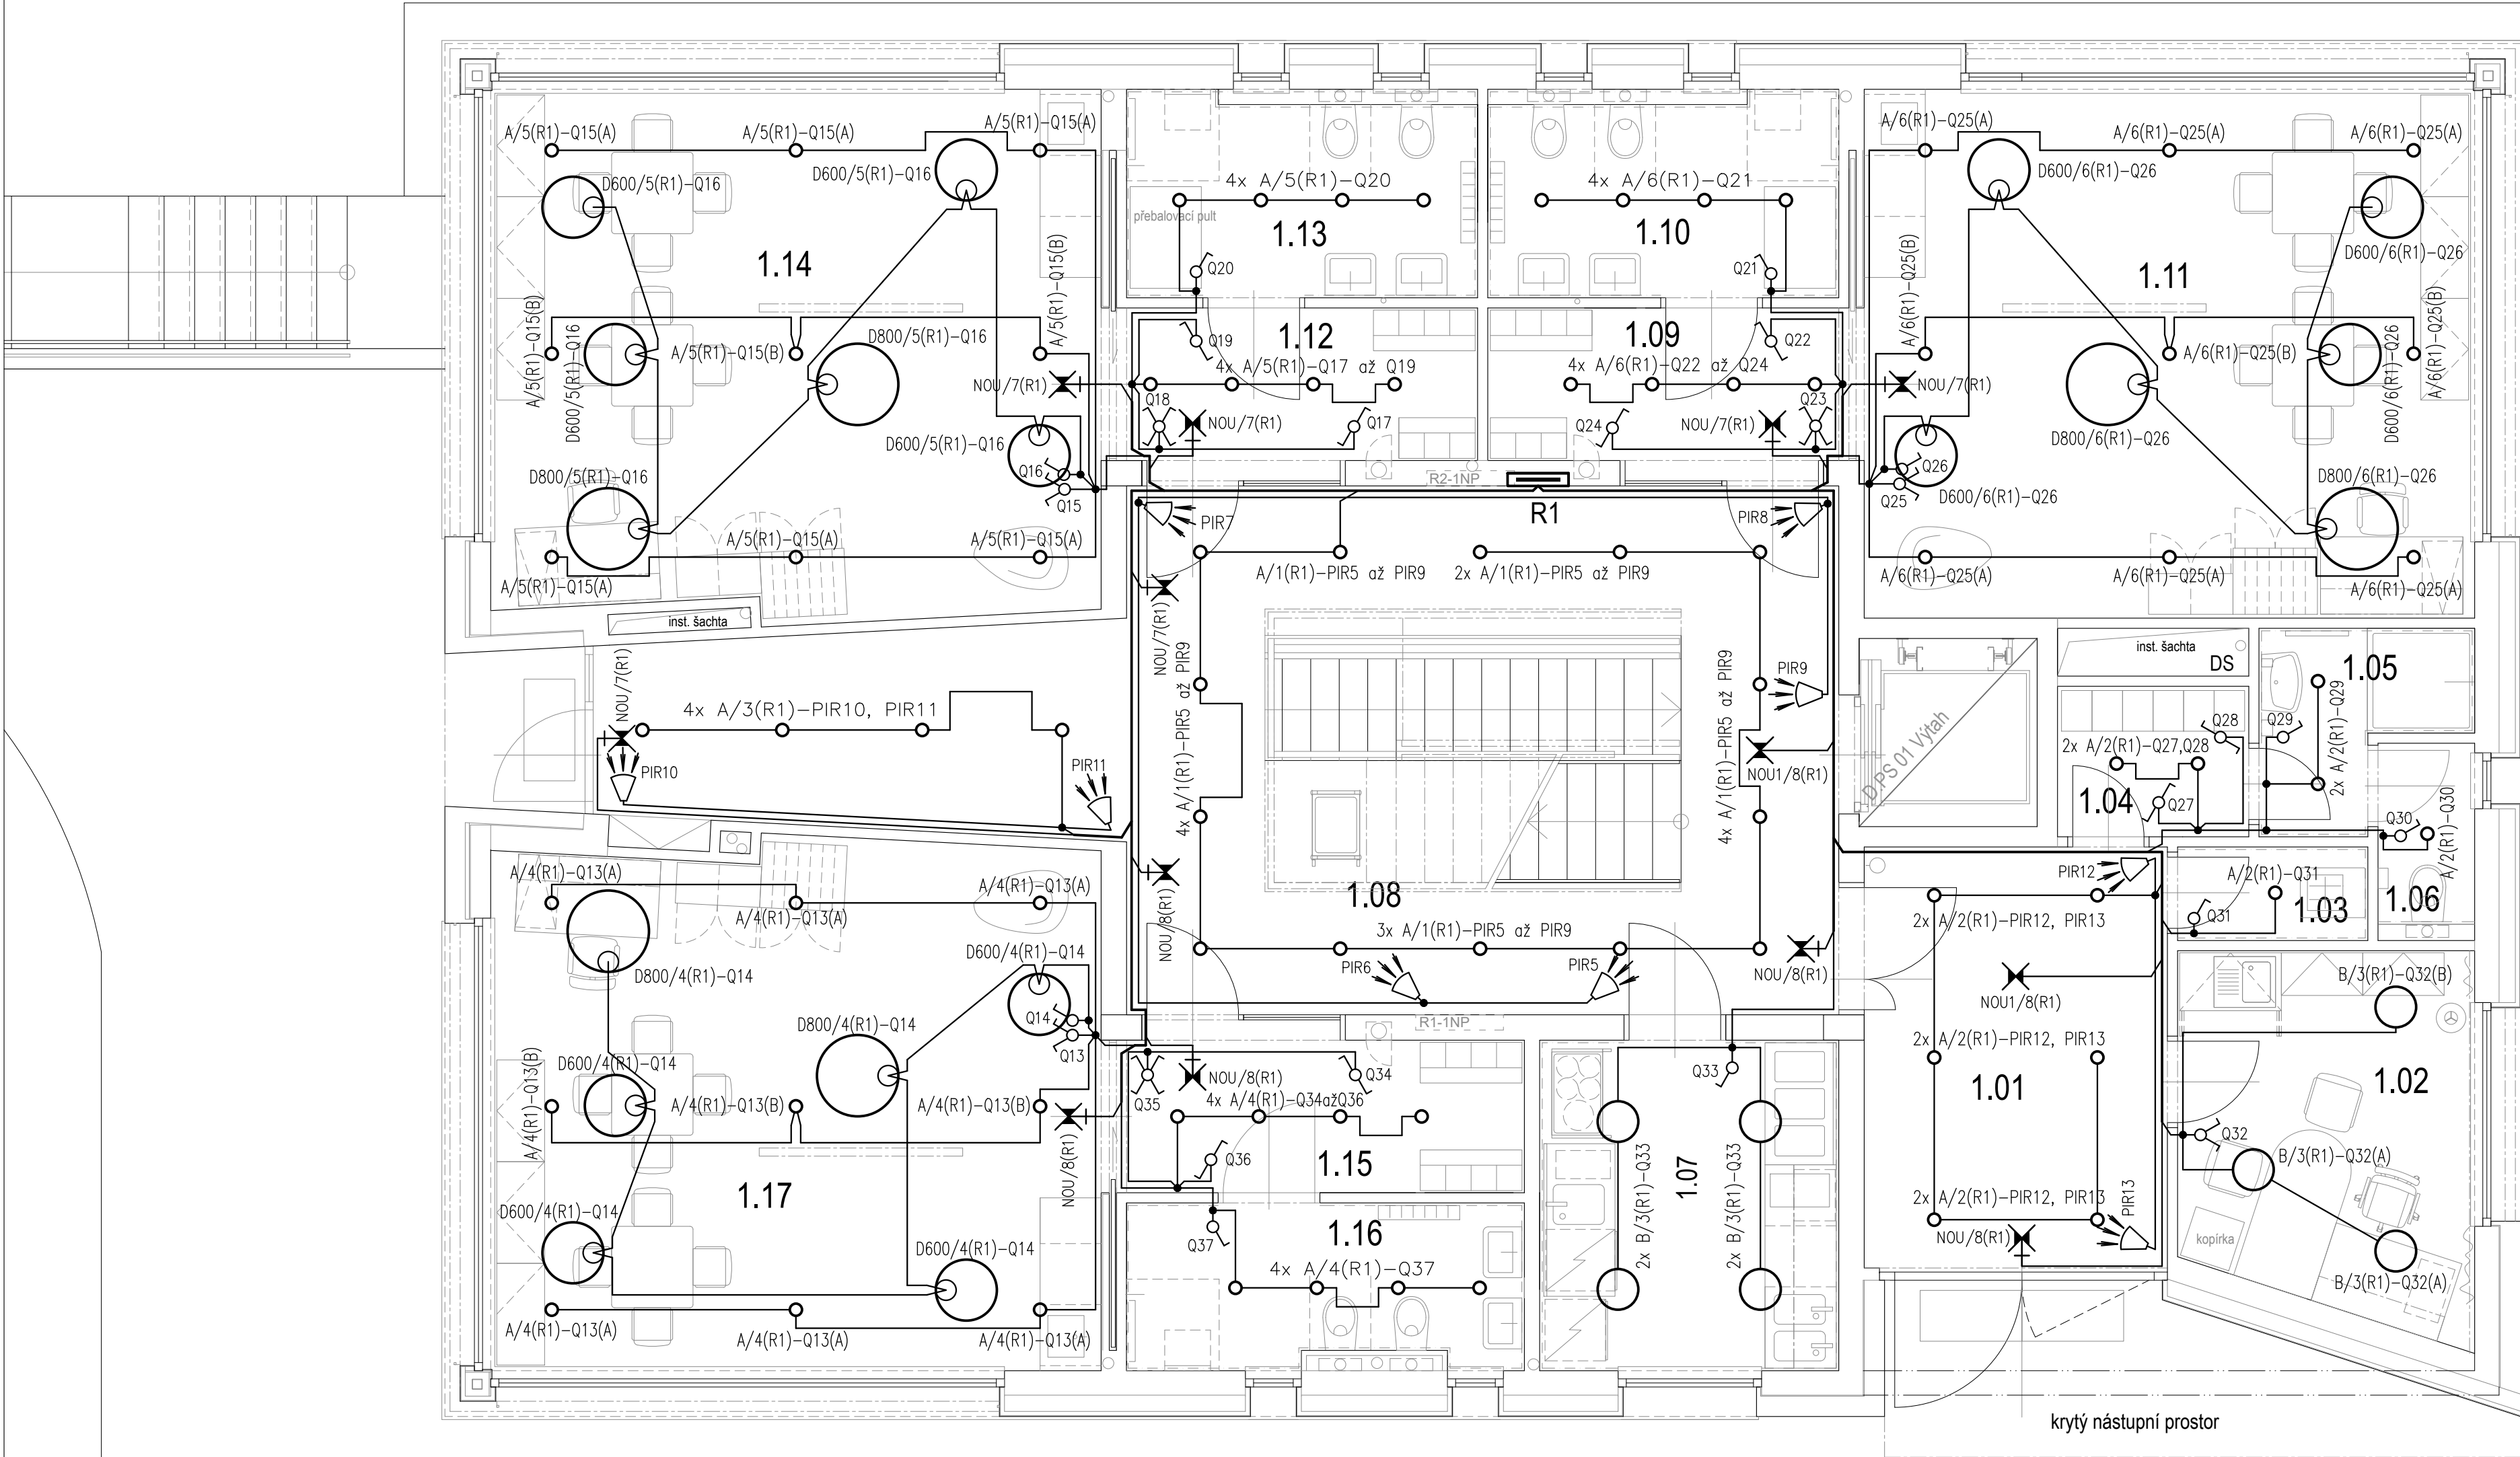 A/5(R1)-Q15(A)
A/5(R1)-Q15(A)
A/5(R1)-Q15(A)
D600/5(R1)-Q16
D600/5(R1)-Q16
1.14
A/5(R1)-Q15(B)
A/5(R1)-Q15(B)
D600/5(R1)-Q16
A/5(R1)-Q15(B)
D800/5(R1)-Q16
NOU/7(R1)
D600/5(R1)-Q16
D800/5(R1)-Q16
Q16
Q15
A/5(R1)-Q15(A)
A/5(R1)-Q15(A)
A/5(R1)-Q15(A)
inst. šachta
4x A/5(R1)-Q20
přebalovací pult
1.13
Q20
Q19
1.12
4x A/5(R1)-Q17 až Q19
Q18
NOU/7(R1)
Q17
4x A/6(R1)-Q21
1.10
Q21
1.09
Q22
4x A/6(R1)-Q22 až Q24
Q24
NOU/7(R1)
Q23
NOU/7(R1)
R2-1NP
R1
A/6(R1)-Q25(A)
A/6(R1)-Q25(A)
A/6(R1)-Q25(A)
D600/6(R1)-Q26
D600/6(R1)-Q26
1.11
A/6(R1)-Q25(B)
A/6(R1)-Q25(B)
A/6(R1)-Q25(B)
D600/6(R1)-Q26
D800/6(R1)-Q26
Q26
Q25
D600/6(R1)-Q26
D800/6(R1)-Q26
A/6(R1)-Q25(A)
A/6(R1)-Q25(A)
A/6(R1)-Q25(A)
PIR7
PIR8
A/1(R1)-PIR5 až PIR9
2x A/1(R1)-PIR5 až PIR9
NOU/7(R1)
4x A/1(R1)-PIR5 až PIR9
4x A/1(R1)-PIR5 až PIR9
PIR9
NOU1/8(R1)
NOU/7(R1)
4x A/3(R1)-PIR10, PIR11
PIR10
PIR11
NOU/8(R1)
1.08
3x A/1(R1)-PIR5 až PIR9
PIR6
PIR5
NOU/8(R1)
R1-1NP
D.PS 01 Výtah
inst. šachta
DS
1.05
Q28
Q29
2x A/2(R1)-Q29
2x A/2(R1)-Q27,Q28
1.04
Q27
Q30
A/2(R1)-Q30
PIR12
A/2(R1)-Q31
Q31
1.03
1.06
2x A/2(R1)-PIR12, PIR13
NOU1/8(R1)
2x A/2(R1)-PIR12, PIR13
1.01
2x A/2(R1)-PIR12, PIR13
PIR13
NOU/8(R1)
B/3(R1)-Q32(B)
1.02
Q32
B/3(R1)-Q32(A)
kopírka
B/3(R1)-Q32(A)
A/4(R1)-Q13(A)
A/4(R1)-Q13(A)
A/4(R1)-Q13(A)
D800/4(R1)-Q14
D600/4(R1)-Q14
Q14
Q13
D800/4(R1)-Q14
D600/4(R1)-Q14
A/4(R1)-Q13(B)
A/4(R1)-Q13(B)
A/4(R1)-Q13(B)
NOU/8(R1)
1.17
D600/4(R1)-Q14
D600/4(R1)-Q14
A/4(R1)-Q13(A)
A/4(R1)-Q13(A)
A/4(R1)-Q13(A)
Q35
NOU/8(R1)
Q34
4x A/4(R1)-Q34ažQ36
Q36
1.15
Q37
1.16
4x A/4(R1)-Q37
Q33
1.07
2x B/3(R1)-Q33
2x B/3(R1)-Q33
krytý nástupní prostor